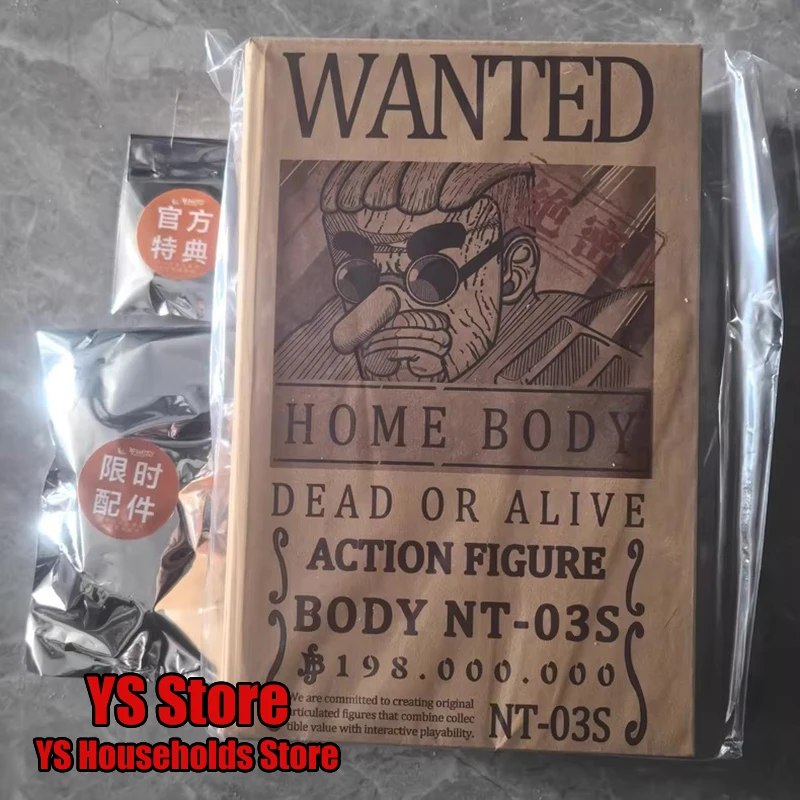 WANTED
絶密
HOME BODY
DEAD OR ALIVE
ACTION FIGURE
BODY NT-03S
฿198.000.000
We are committed to creating original
articulated figures that combine collec
tible value with interactive playability.
NT-03S
官方
特典
限时
配件
YS Store
YS Households Store